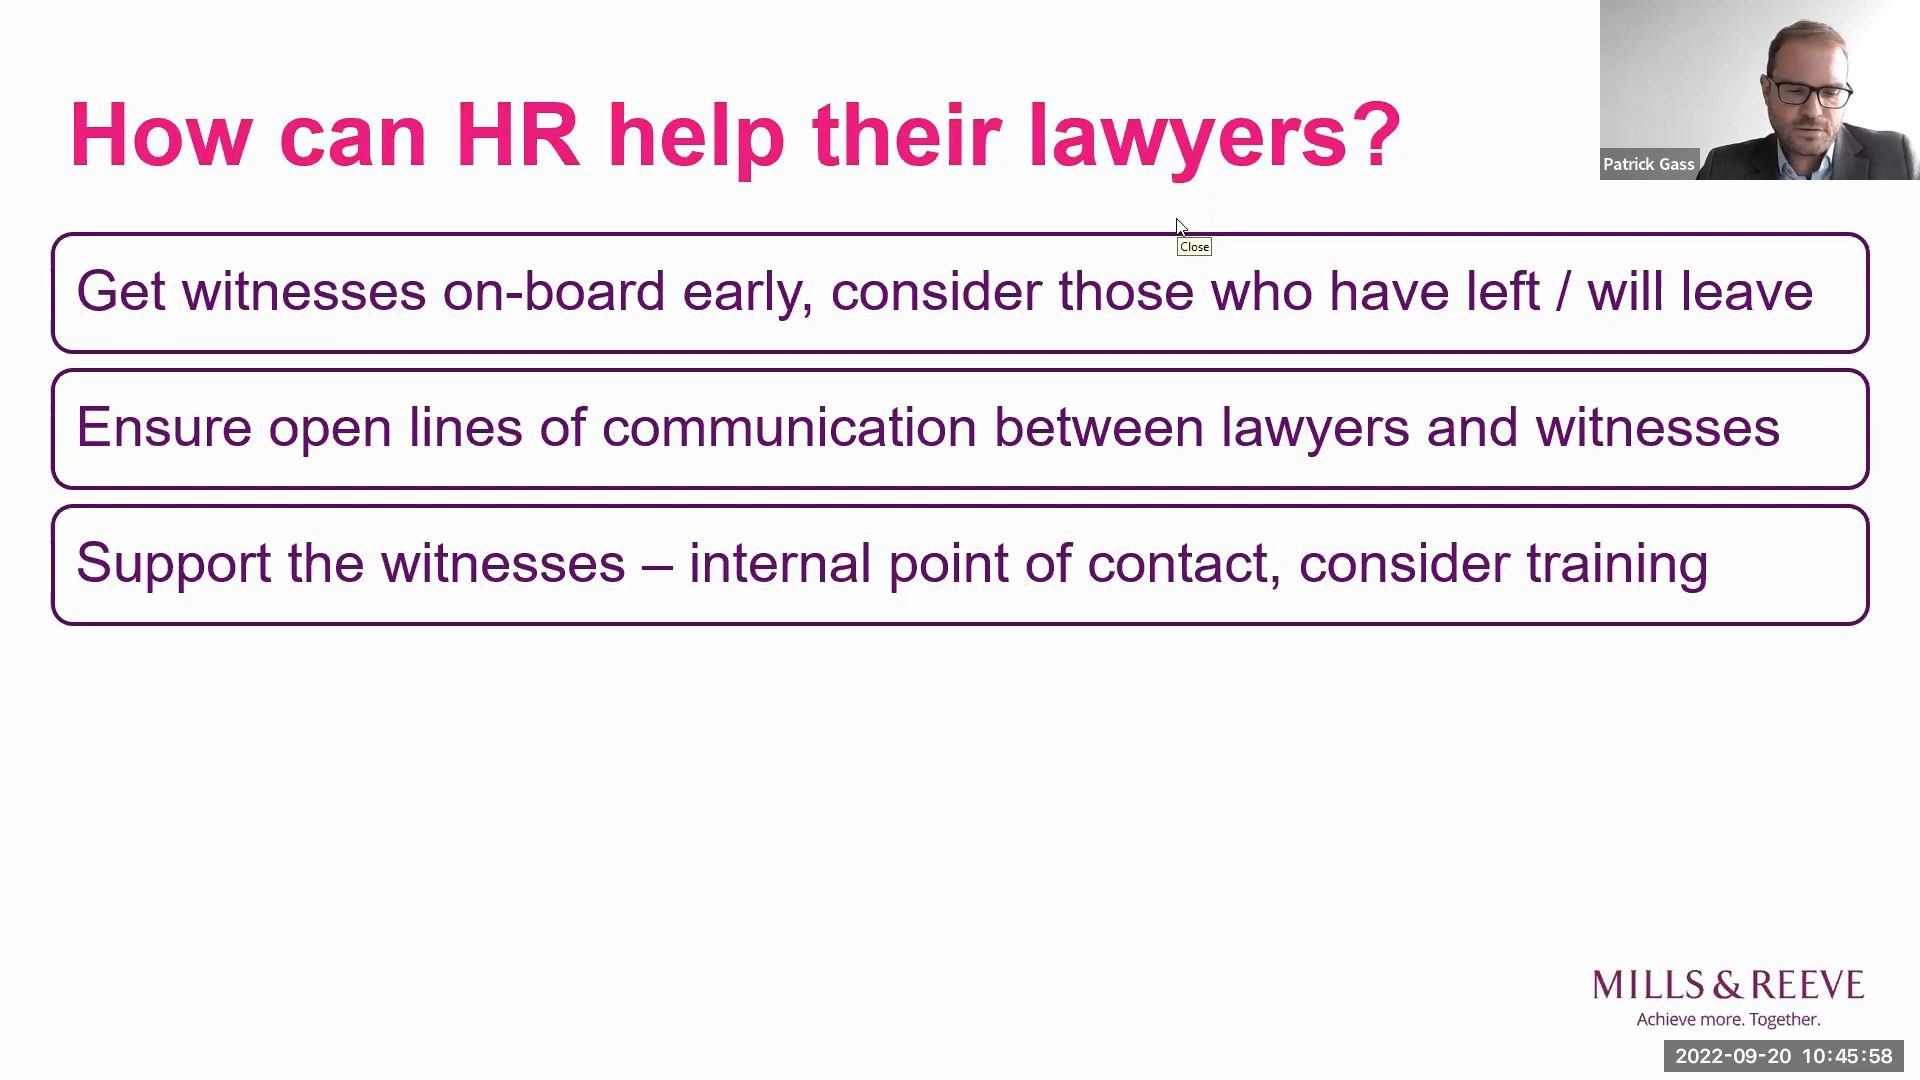 How can HR help their lawyers?
Patrick Gass
Close
Get witnesses on-board early, consider those who have left / will leave
Ensure open lines of communication between lawyers and witnesses
Support the witnesses – internal point of contact, consider training
MILLS & REEVE
Achieve more. Together.
2022-09-20 10:45:58